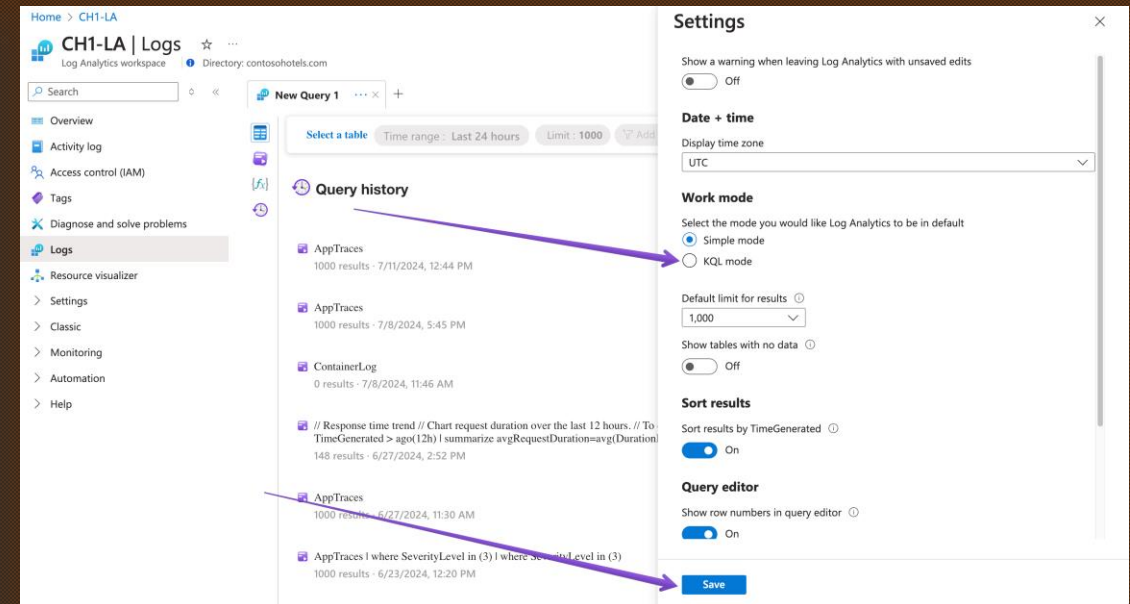 Home > CH1-LA
CH1-LA | Logs
Log Analytics workspace
Directory: contosohotels.com
Search
Overview
Activity log
Access control (IAM)
Tags
Diagnose and solve problems
Logs
Resource visualizer
Settings
Classic
Monitoring
Automation
Help
New Query 1
Select a table
Time range : Last 24 hours
Limit : 1000
Add
{fx}
Query history
AppTraces
1000 results · 7/11/2024, 12:44 PM
AppTraces
1000 results · 7/8/2024, 5:45 PM
ContainerLog
0 results · 7/8/2024, 11:46 AM
// Response time trend // Chart request duration over the last 12 hours. // To
TimeGenerated > ago(12h) | summarize avgRequestDuration=avg(Duration
148 results · 6/27/2024, 2:52 PM
AppTraces
1000 results · 6/27/2024, 11:30 AM
AppTraces | where SeverityLevel in (3) | where SeverityLevel in (3)
1000 results · 6/23/2024, 12:20 PM
Settings
Show a warning when leaving Log Analytics with unsaved edits
Off
Date + time
Display time zone
UTC
Work mode
Select the mode you would like Log Analytics to be in default
Simple mode
KQL mode
Default limit for results
1,000
Show tables with no data
Off
Sort results
Sort results by TimeGenerated
On
Query editor
Show row numbers in query editor
On
Save